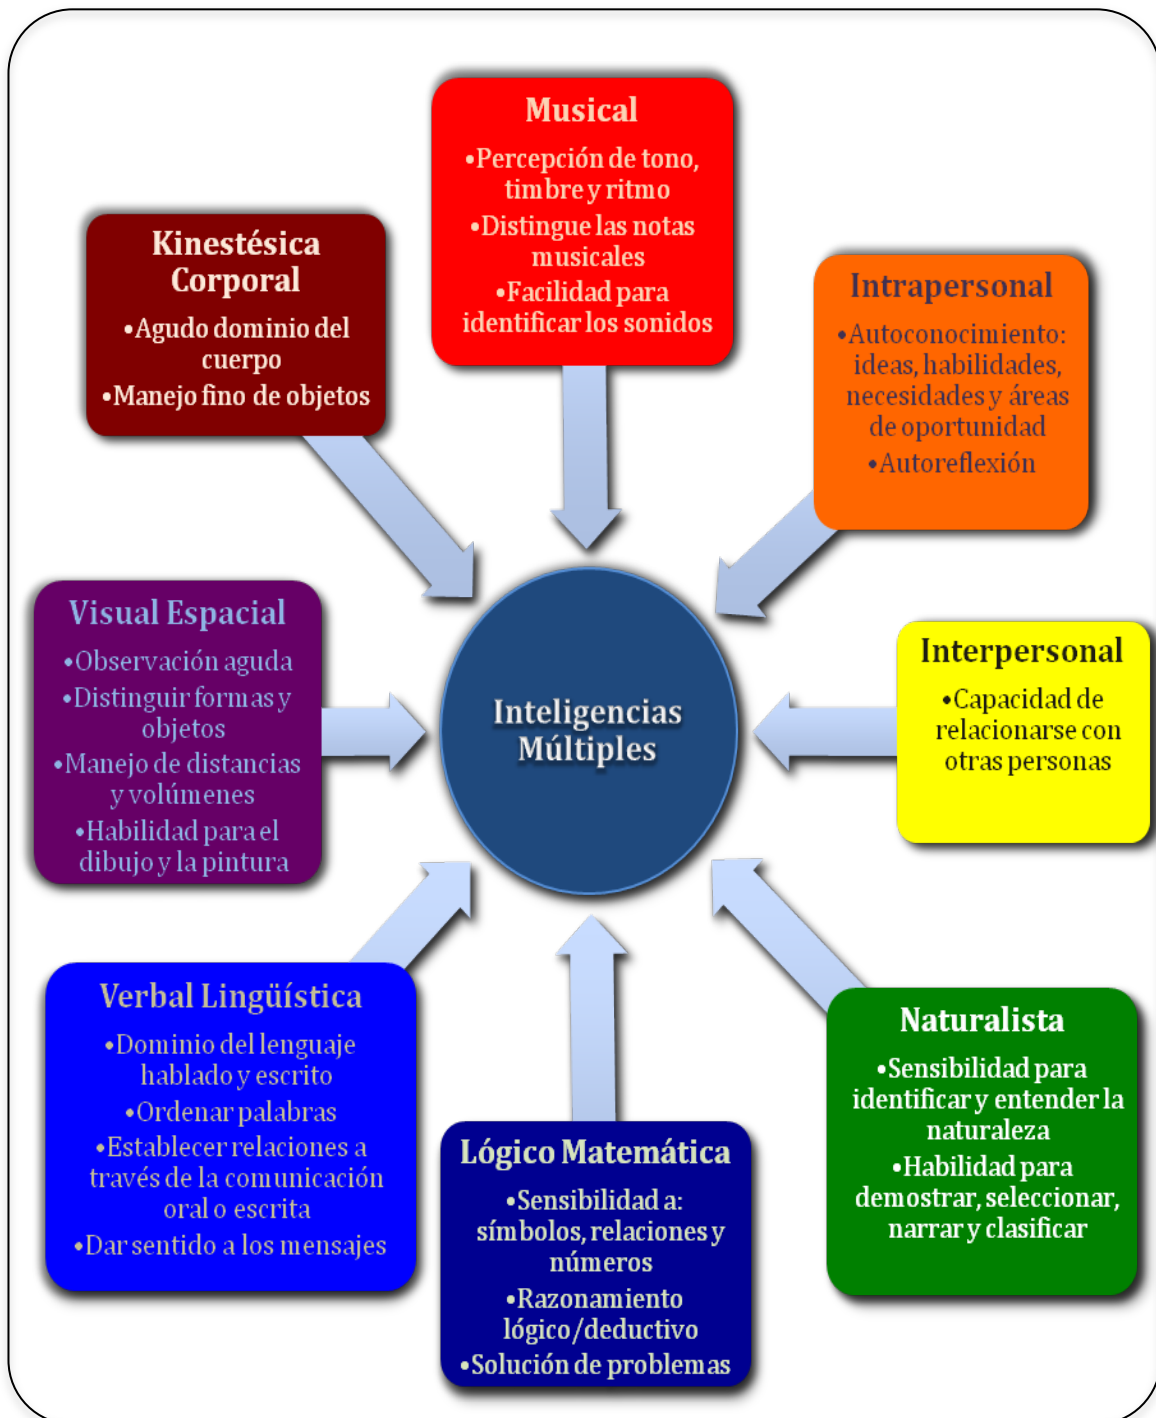 Musical
•Percepción de tono,
timbre y ritmo
•Distingue las notas
musicales
•Facilidad para
identificar los sonidos
Kinestésica
Corporal
•Agudo dominio del
cuerpo
•Manejo fino de objetos
Intrapersonal
•Autoconocimiento:
ideas, habilidades,
necesidades y áreas
de oportunidad
•Autoreflexión
Visual Espacial
•Observación aguda
•Distinguir formas y
objetos
•Manejo de distancias
y volúmenes
•Habilidad para el
dibujo y la pintura
Inteligencias
Múltiples
Interpersonal
•Capacidad de
relacionarse con
otras personas
Verbal Lingüística
•Dominio del lenguaje
hablado y escrito
•Ordenar palabras
•Establecer relaciones a
través de la comunicación
oral o escrita
•Dar sentido a los mensajes
Lógico Matemática
•Sensibilidad a:
símbolos, relaciones y
números
•Razonamiento
lógico/deductivo
•Solución de problemas
Naturalista
•Sensibilidad para
identificar y entender la
naturaleza
•Habilidad para
demostrar, seleccionar,
narrar y clasificar